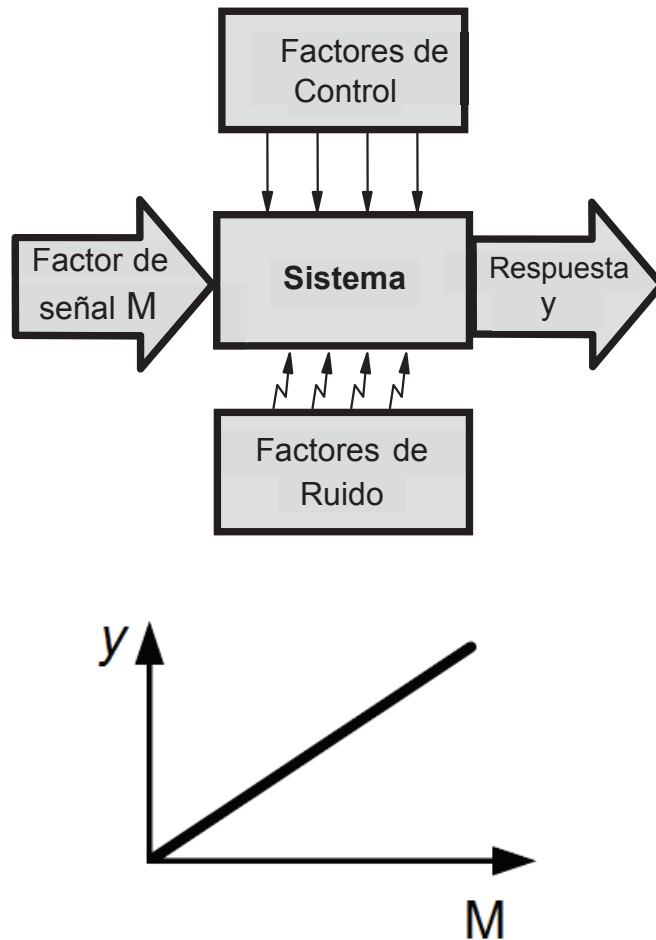 Factores de
Control
Factor de
señal M
Sistema
Respuesta
y
Factores de
Ruido
y
M